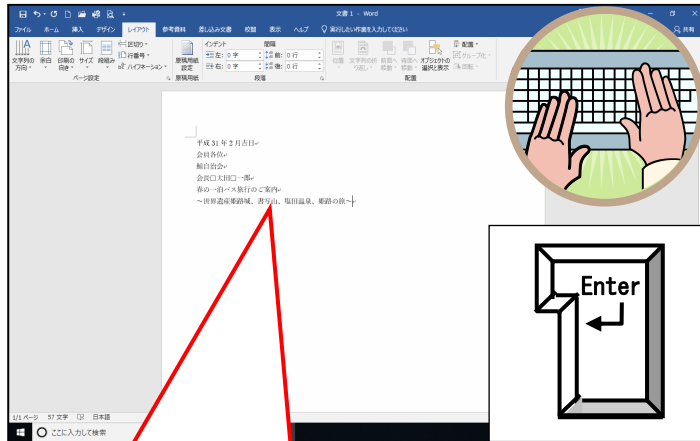 文書 1 - Word
ファイル ホーム 挿入 デザイン レイアウト 参考資料 差し込み文書 校閲 表示 ヘルプ 実行したい作業を入力してください 共有
文字列の方向 余白 印刷の向き サイズ 段組み 区切り 行番号 ハイフネーション
原稿用紙設定
インデント 間隔
左: 0 字 前: 0 行
右: 0 字 後: 0 行
位置 文字列の折り返し 前面へ移動 背面へ移動 オブジェクトの選択と表示 配置 グループ化 回転
ページ設定 原稿用紙 段落 配置
平成 31 年 2 月吉日
会員各位
鯨自治会
会長□太田□一郎
春の一泊バス旅行のご案内
～世界遺産姫路城、書写山、塩田温泉、姫路の旅～
Enter
1/1 ページ 57 文字 日本語
ここに入力して検索